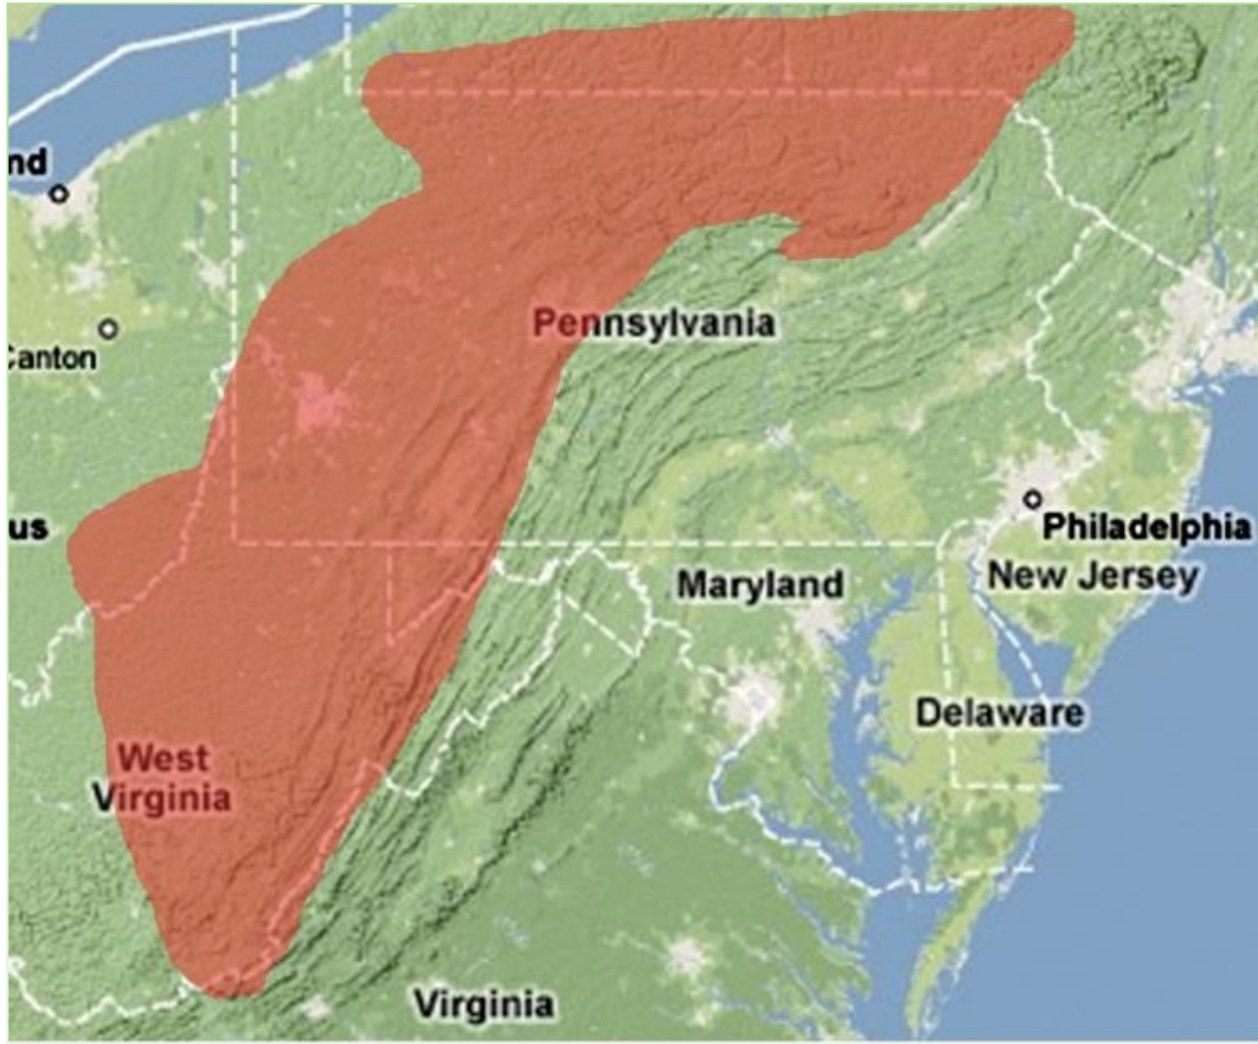 nd
Canton
Pennsylvania
us
Philadelphia
New Jersey
Maryland
Delaware
West
Virginia
Virginia